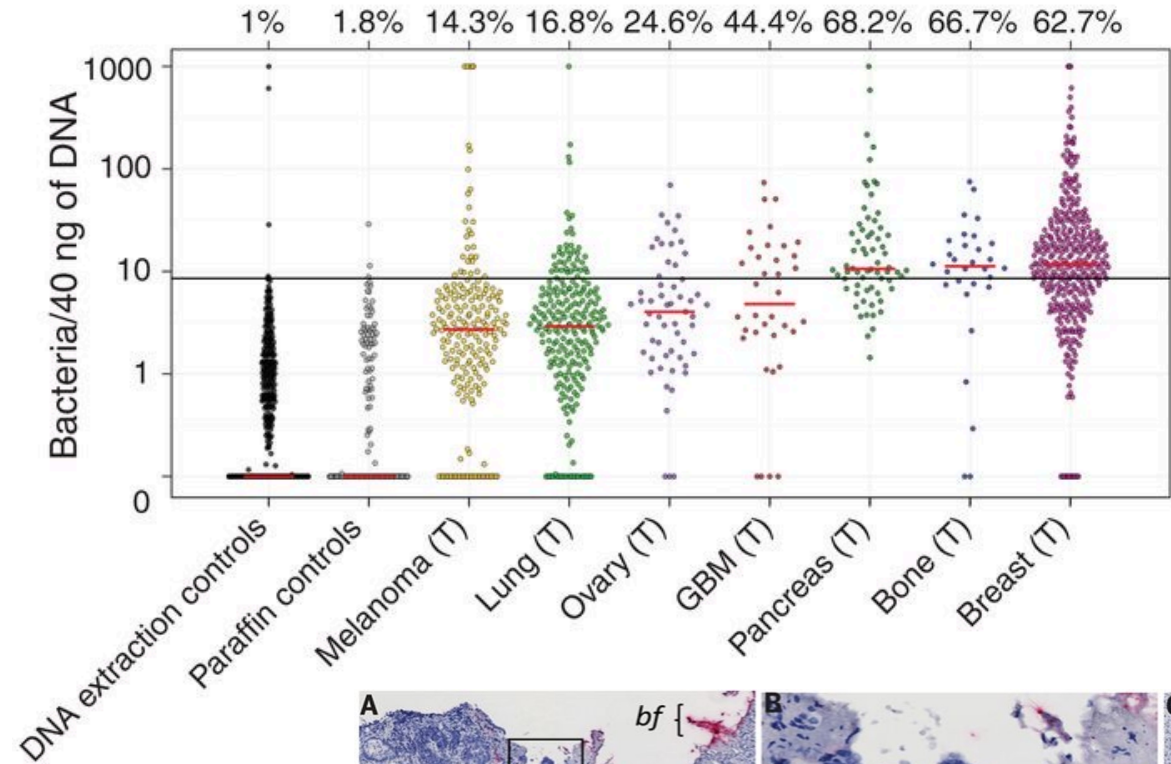 1% 1.8% 14.3% 16.8% 24.6% 44.4% 68.2% 66.7% 62.7%
Bacteria/40 ng of DNA
1000
100
10
1
0
DNA extraction controls
Paraffin controls
Melanoma (T)
Lung (T)
Ovary (T)
GBM (T)
Pancreas (T)
Bone (T)
Breast (T)
A
bf {
B